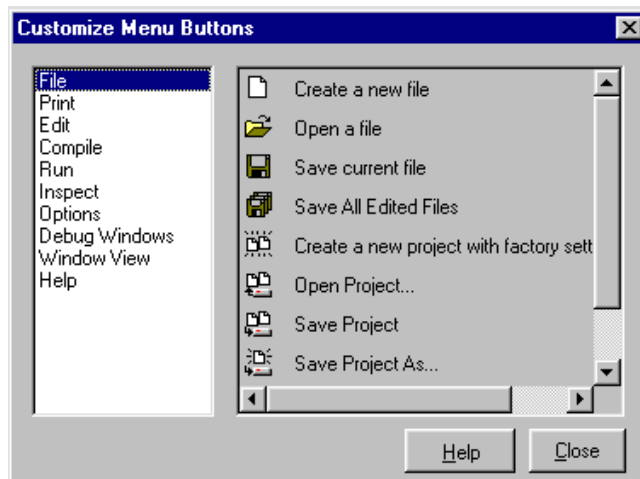 Customize Menu Buttons
File
Print
Edit
Compile
Run
Inspect
Options
Debug Windows
Window View
Help
Create a new file
Open a file
Save current file
Save All Edited Files
Create a new project with factory sett
Open Project...
Save Project
Save Project As...
Help
Close